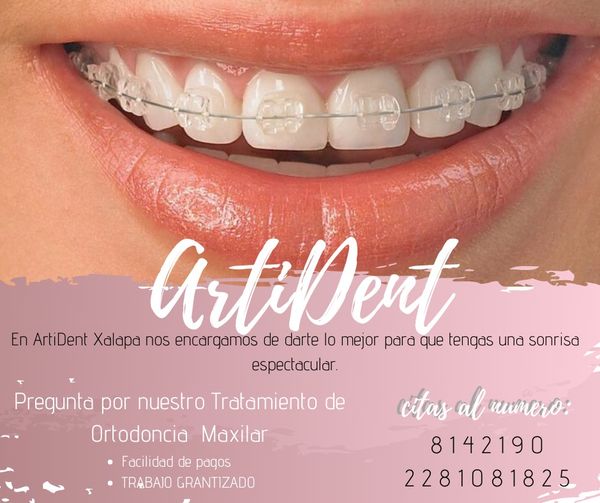 ArtiDent
En ArtiDent Xalapa nos encargamos de darte lo mejor para que tengas una sonrisa
espectacular.
Pregunta por nuestro Tratamiento de
Ortodoncia Maxilar
• Facilidad de pagos
• TRABAJO GRANTIZADO
citas al numero:
8142190
2281081825